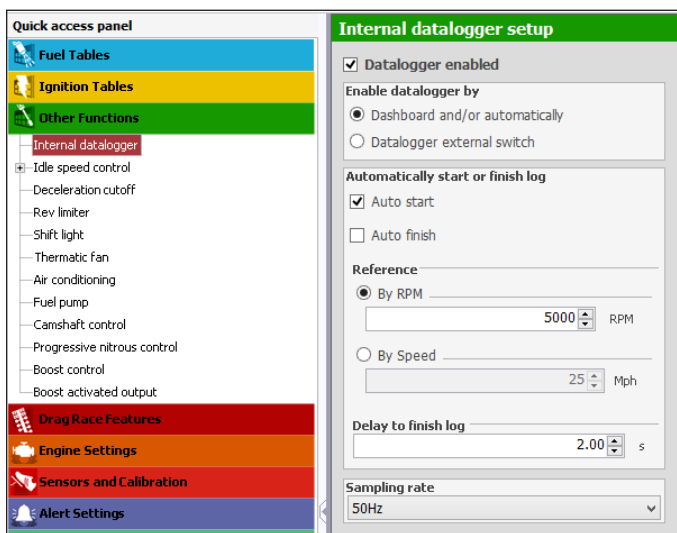 Quick access panel
Fuel Tables
Ignition Tables
Other Functions
Internal datalogger
Idle speed control
Deceleration cutoff
Rev limiter
Shift light
Thermatic fan
Air conditioning
Fuel pump
Camshaft control
Progressive nitrous control
Boost control
Boost activated output
Drag Race Features
Engine Settings
Sensors and Calibration
Alert Settings
Internal datalogger setup
Datalogger enabled
Enable datalogger by
Dashboard and/or automatically
Datalogger external switch
Automatically start or finish log
Auto start
Auto finish
Reference
By RPM
5000 RPM
By Speed
25 Mph
Delay to finish log
2.00 s
Sampling rate
50Hz